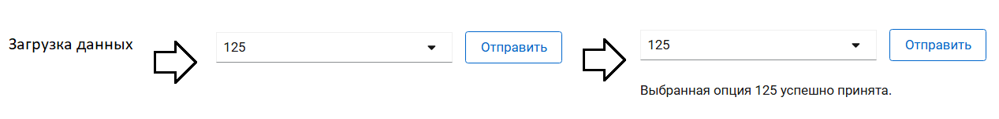 Загрузка данных
125
Отправить
125
Отправить
Выбранная опция 125 успешно принята.